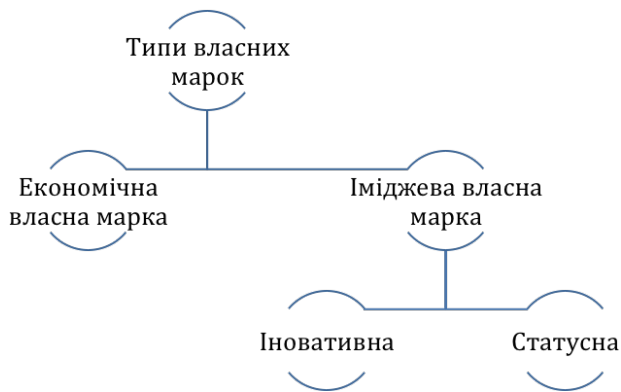 Типи власних
марок
Економічна
власна марка
Іміджева власна
марка
Іновативна
Статусна